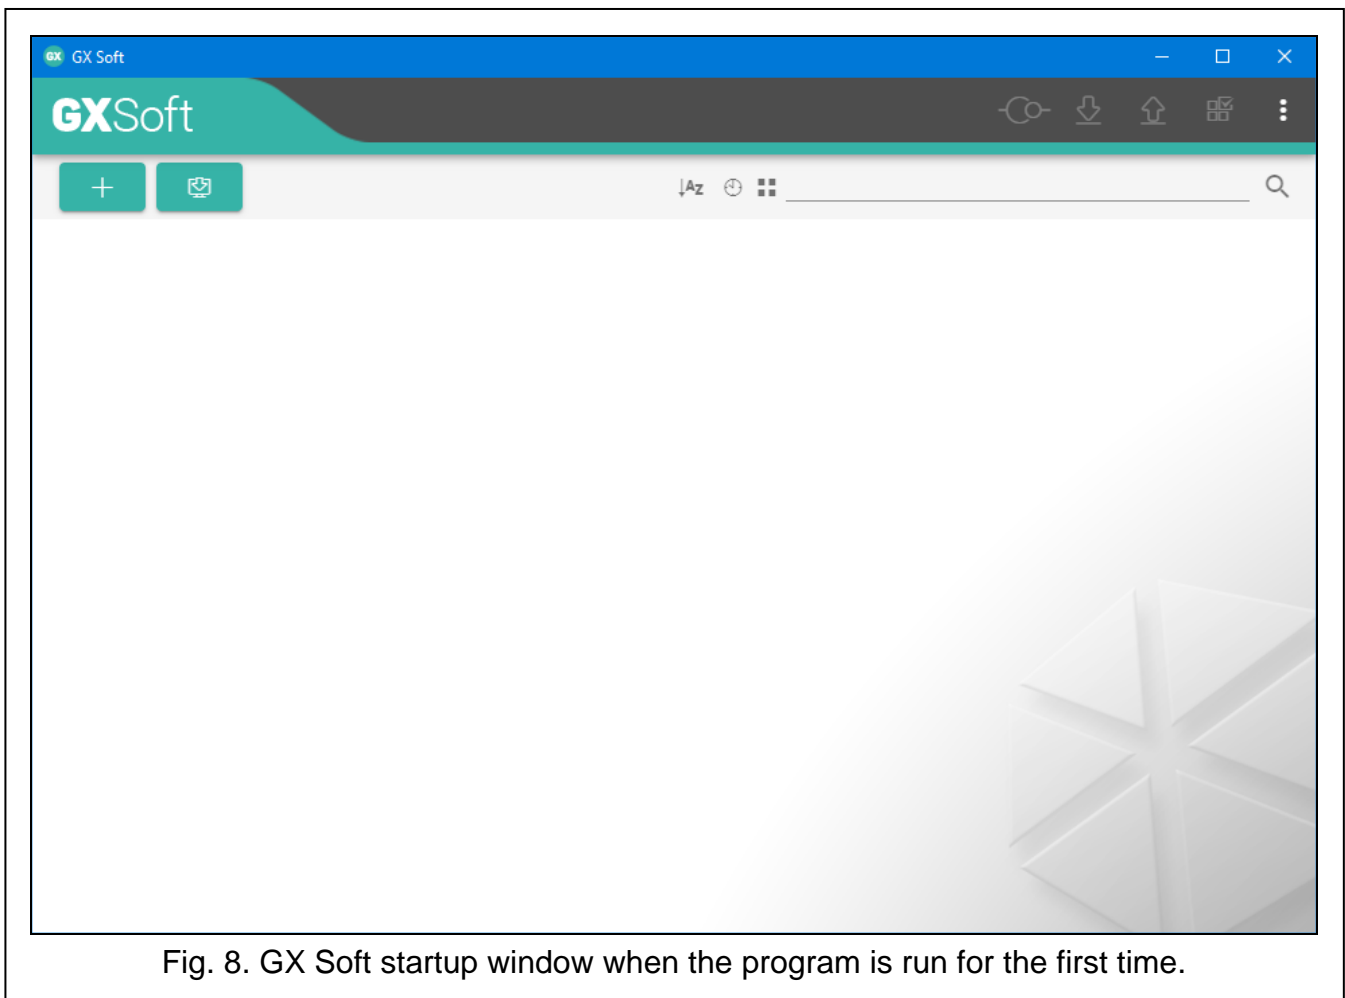 GX GX Soft
GXSoft
AZ
Fig. 8. GX Soft startup window when the program is run for the first time.